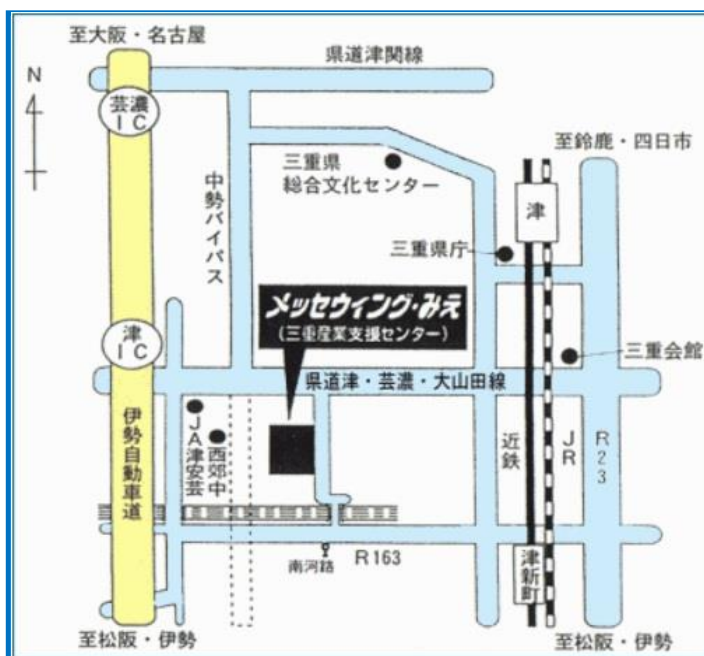 至大阪・名古屋
県道津関線
N
芸濃
IC
至鈴鹿・四日市
三重県
総合文化センター
中勢バイパス
津
三重県庁
メッセウィング・みえ
(三重産業支援センター)
津
IC
三重会館
県道津・芸濃・大山田線
伊勢自動車道
JA津安芸
西郊中
近鉄
JR
R23
南河路
R163
津新町
至松阪・伊勢
至松阪・伊勢